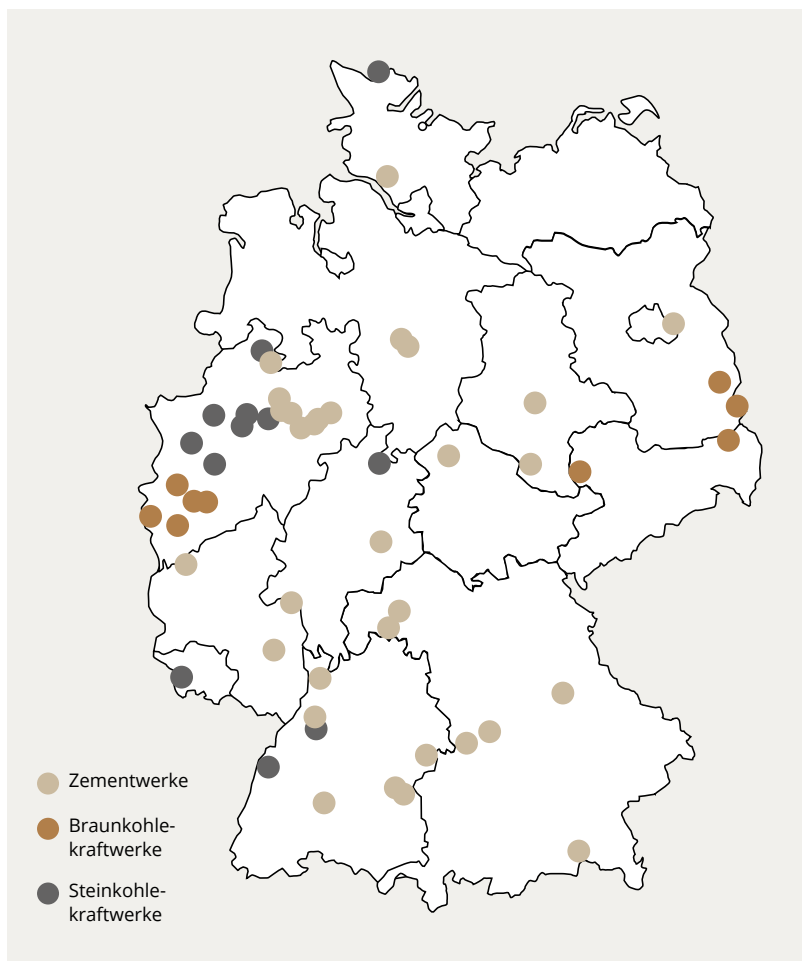 Zementwerke
Braunkohle-
kraftwerke
Steinkohle-
kraftwerke